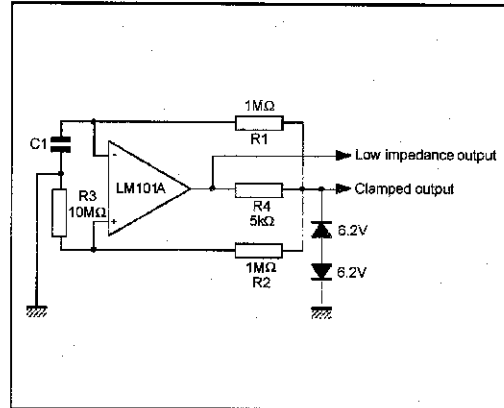 1MΩ
R1
C1
Low impedance output
LM101A
R3
10MΩ
Clamped output
R4
5kΩ
6.2V
6.2V
1MΩ
R2
-
+